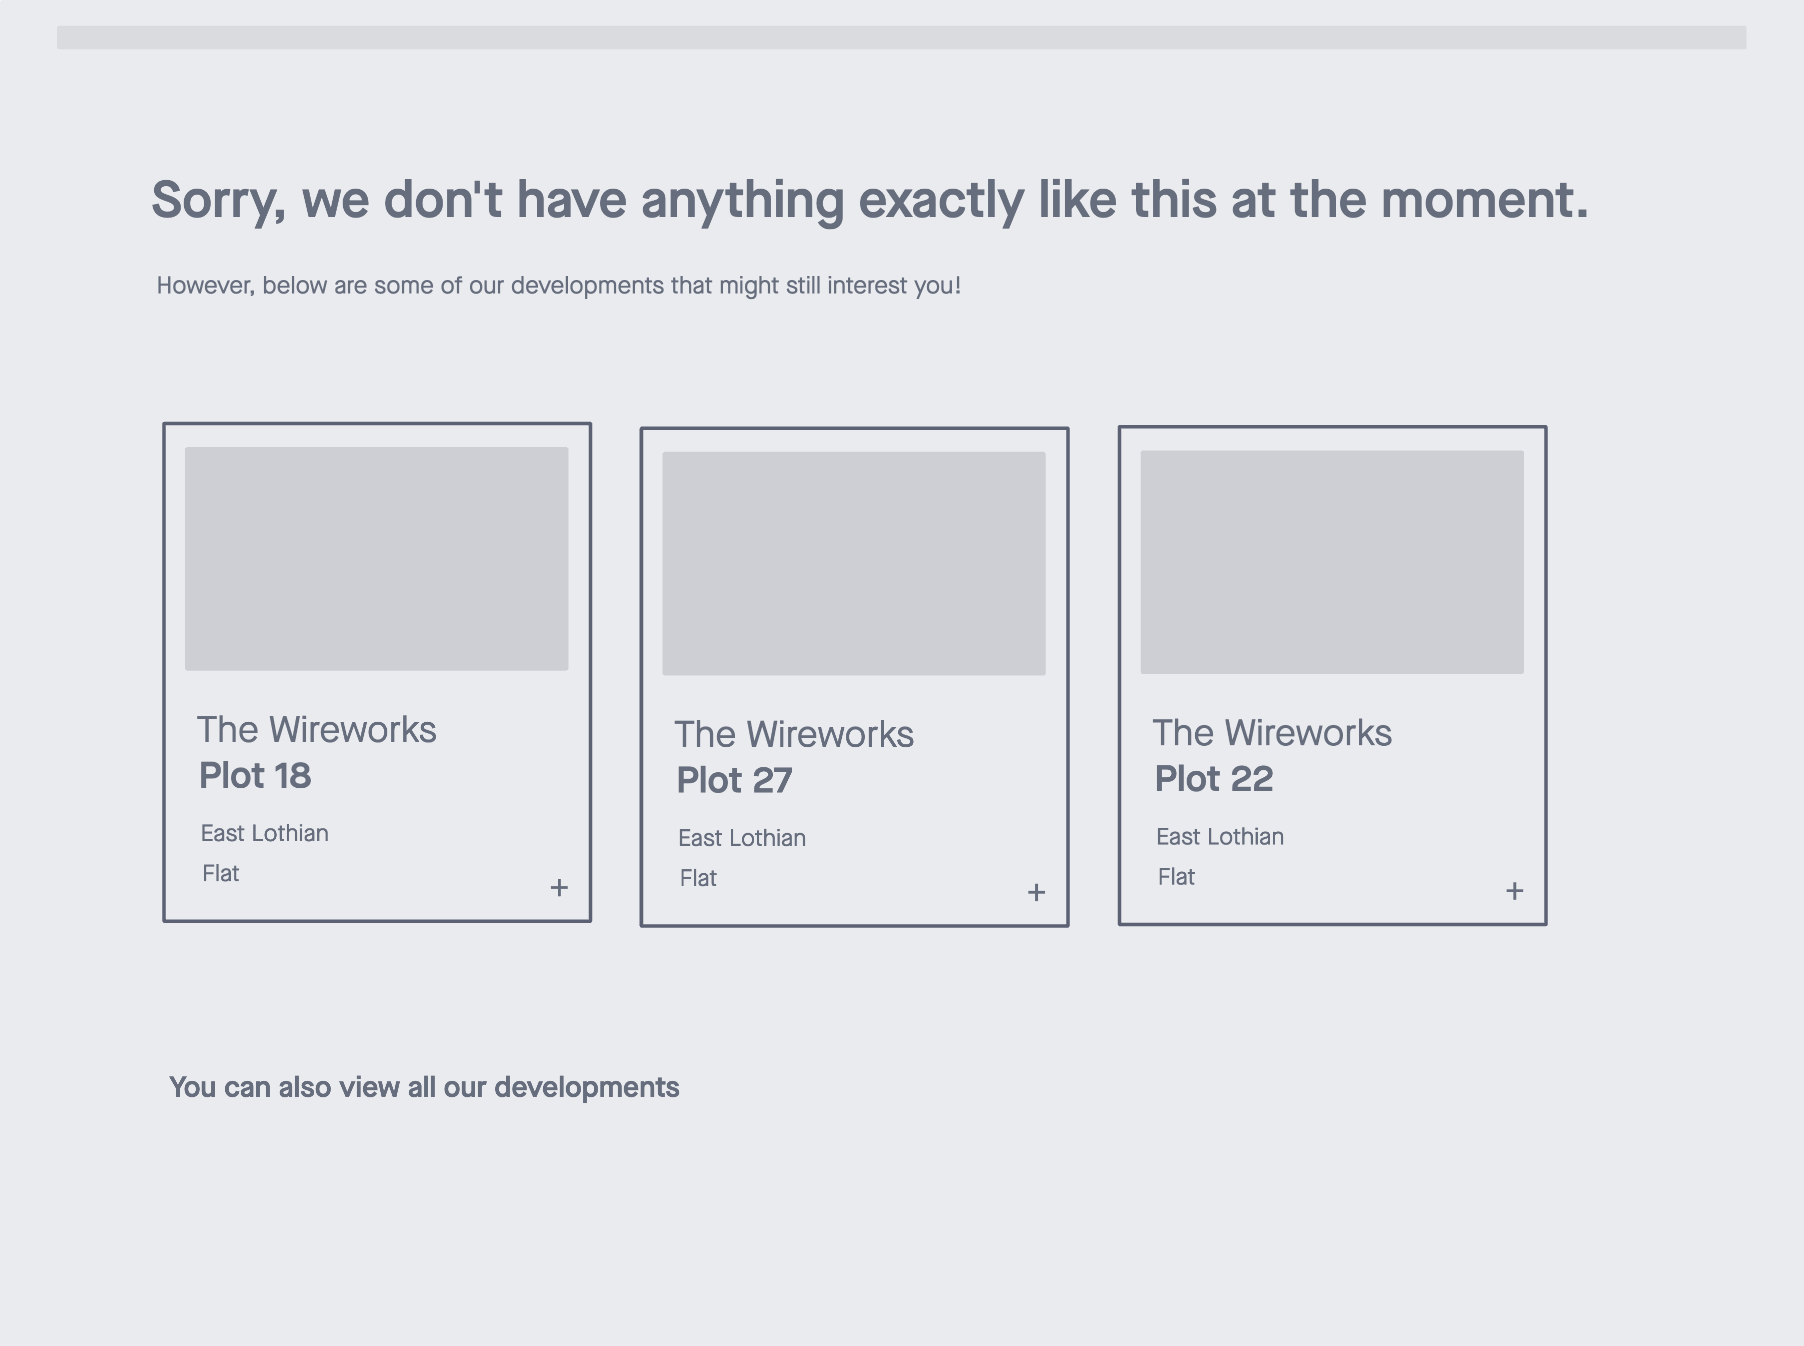 Sorry, we don't have anything exactly like this at the moment.
However, below are some of our developments that might still interest you!
The Wireworks
Plot 18
East Lothian
Flat
+
The Wireworks
Plot 27
East Lothian
Flat
+
The Wireworks
Plot 22
East Lothian
Flat
+
You can also view all our developments